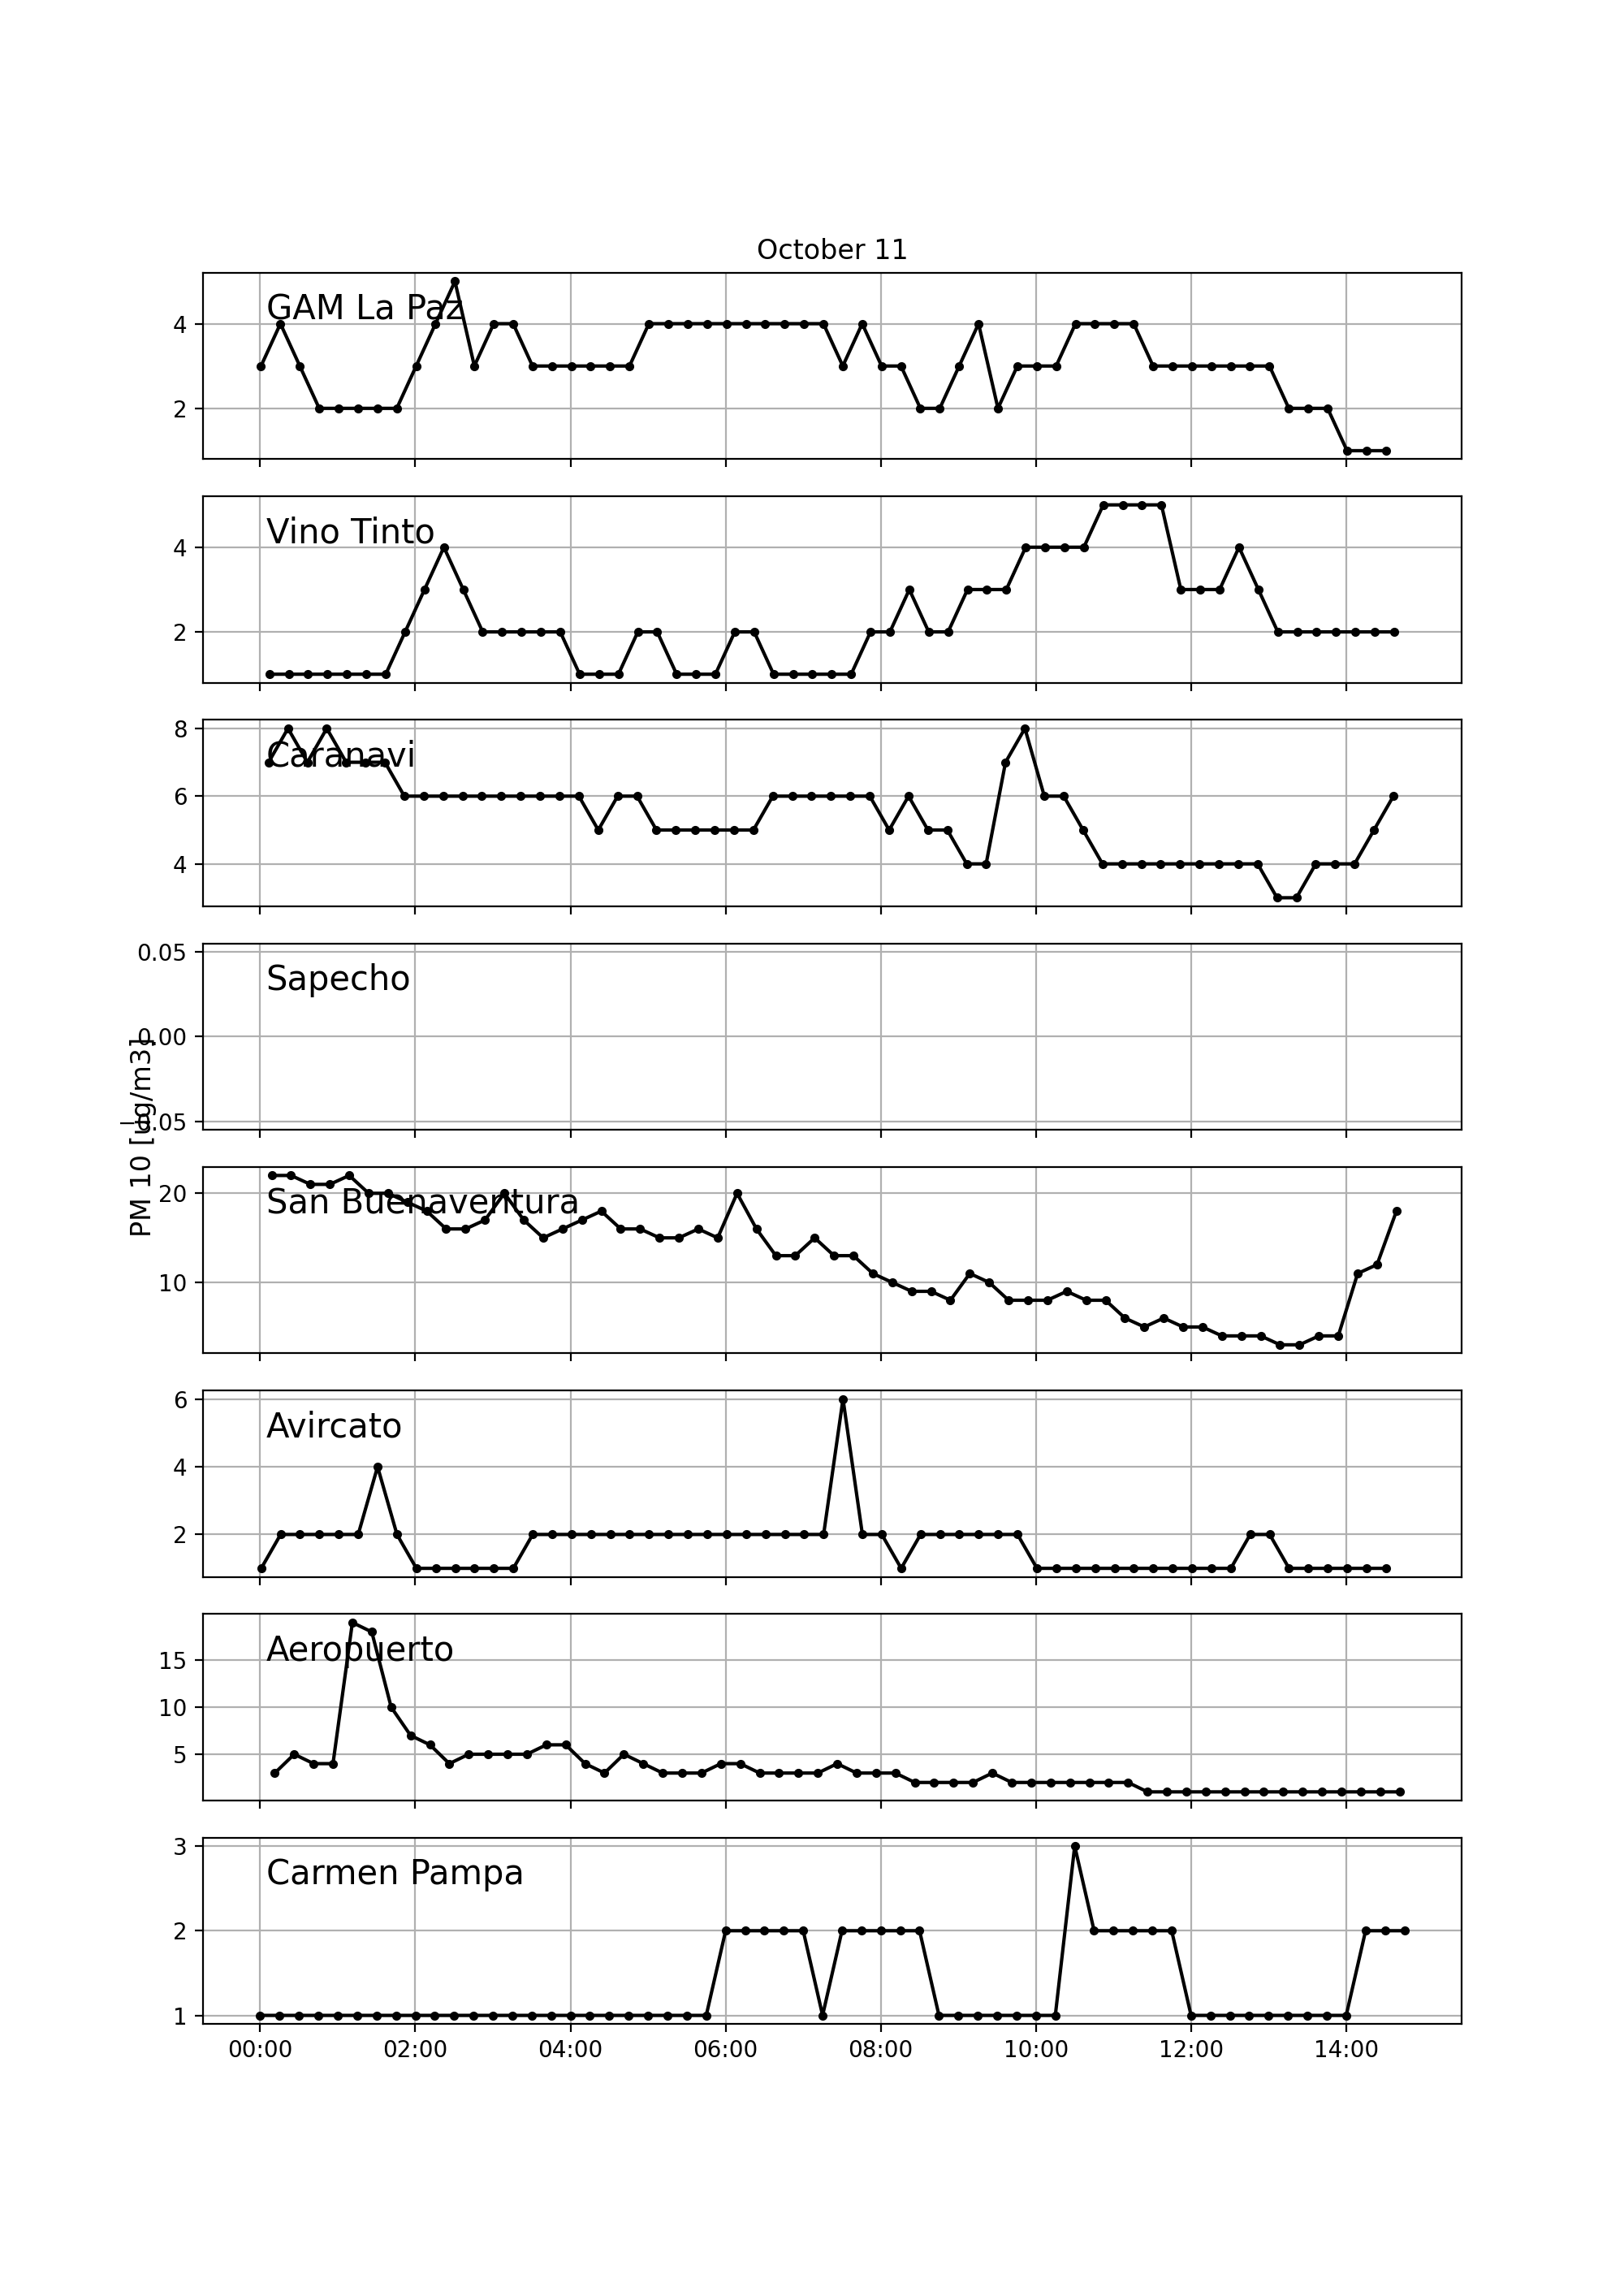 October 11
GAM La Paz
4
2
Vino Tinto
4
2
Caranavi
8
6
4
Sapecho
0.05
0.00
−0.05
PM 10 [ug/m3]
San Buenaventura
20
10
Avircato
6
4
2
Aeropuerto
15
10
5
Carmen Pampa
3
2
1
00:00 02:00 04:00 06:00 08:00 10:00 12:00 14:00